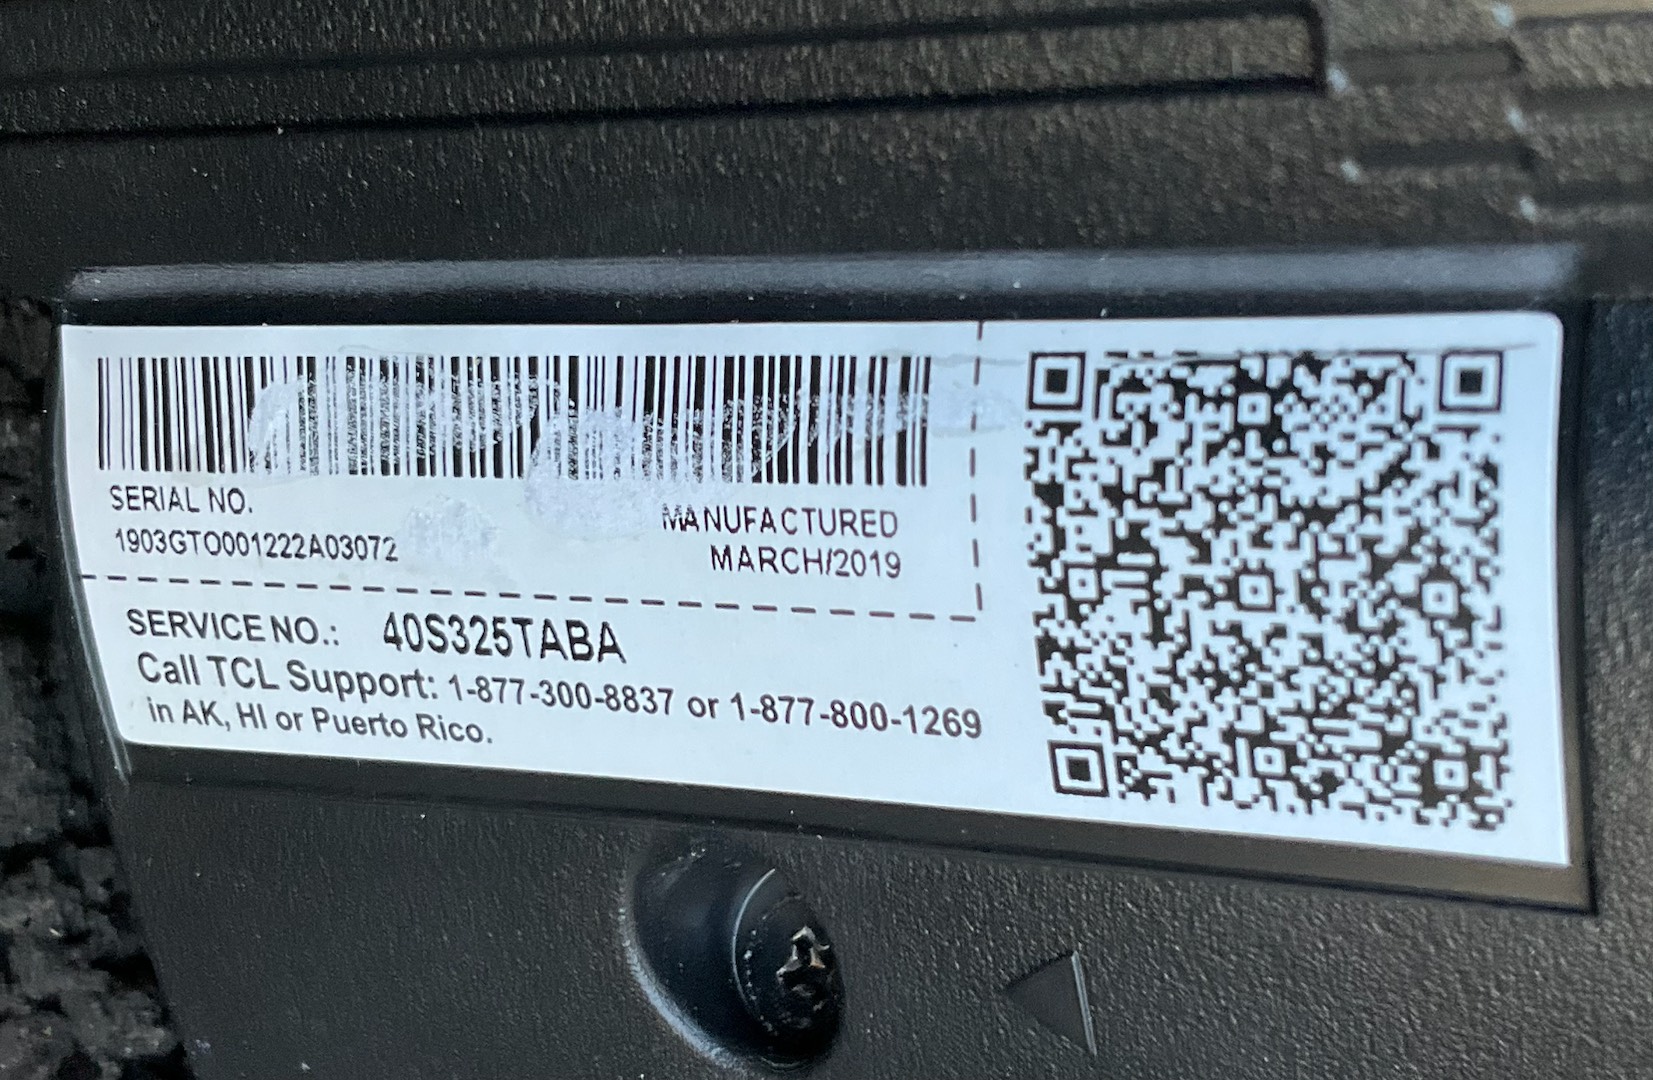 SERIAL NO.
1903GTO001222A03072
MANUFACTURED
MARCH/2019
SERVICE NO.: 40S325TABA
Call TCL Support: 1-877-300-8837 or 1-877-800-1269
in AK, HI or Puerto Rico.